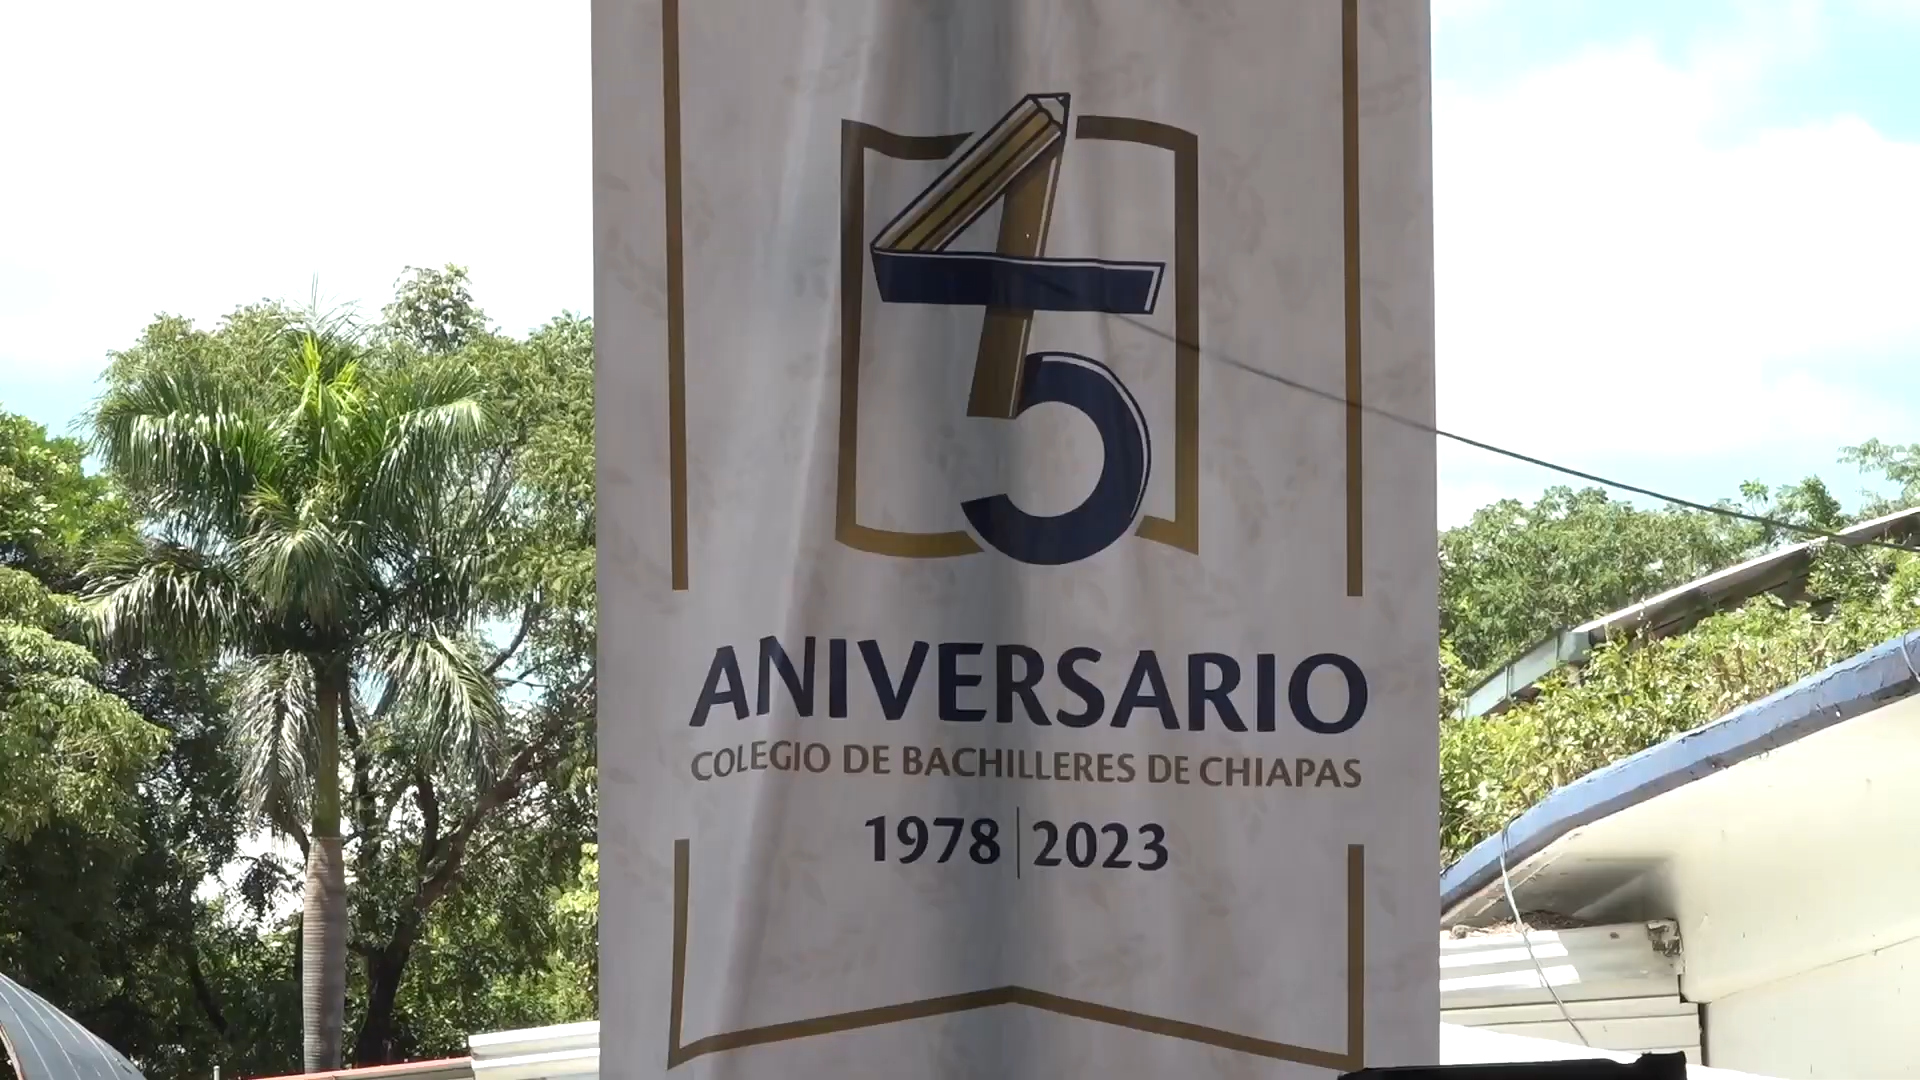 45
ANIVERSARIO
COLEGIO DE BACHILLERES DE CHIAPAS
1978|2023